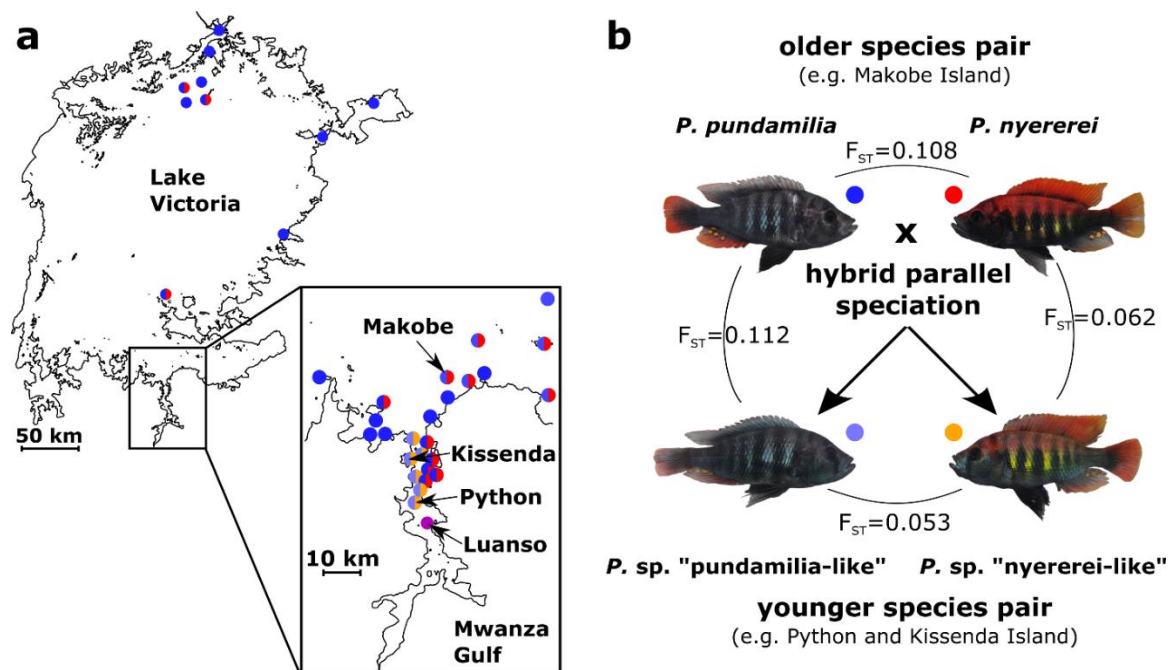 a
Lake
Victoria
50 km
Makobe
Kissenda
Python
Luanso
10 km
Mwanza
Gulf
b
older species pair
(e.g. Makobe Island)
P. pundamilia
P. nyererei
FST=0.108
x
hybrid parallel
speciation
FST=0.112
FST=0.062
FST=0.053
P. sp. "pundamilia-like"
P. sp. "nyererei-like"
younger species pair
(e.g. Python and Kissenda Island)